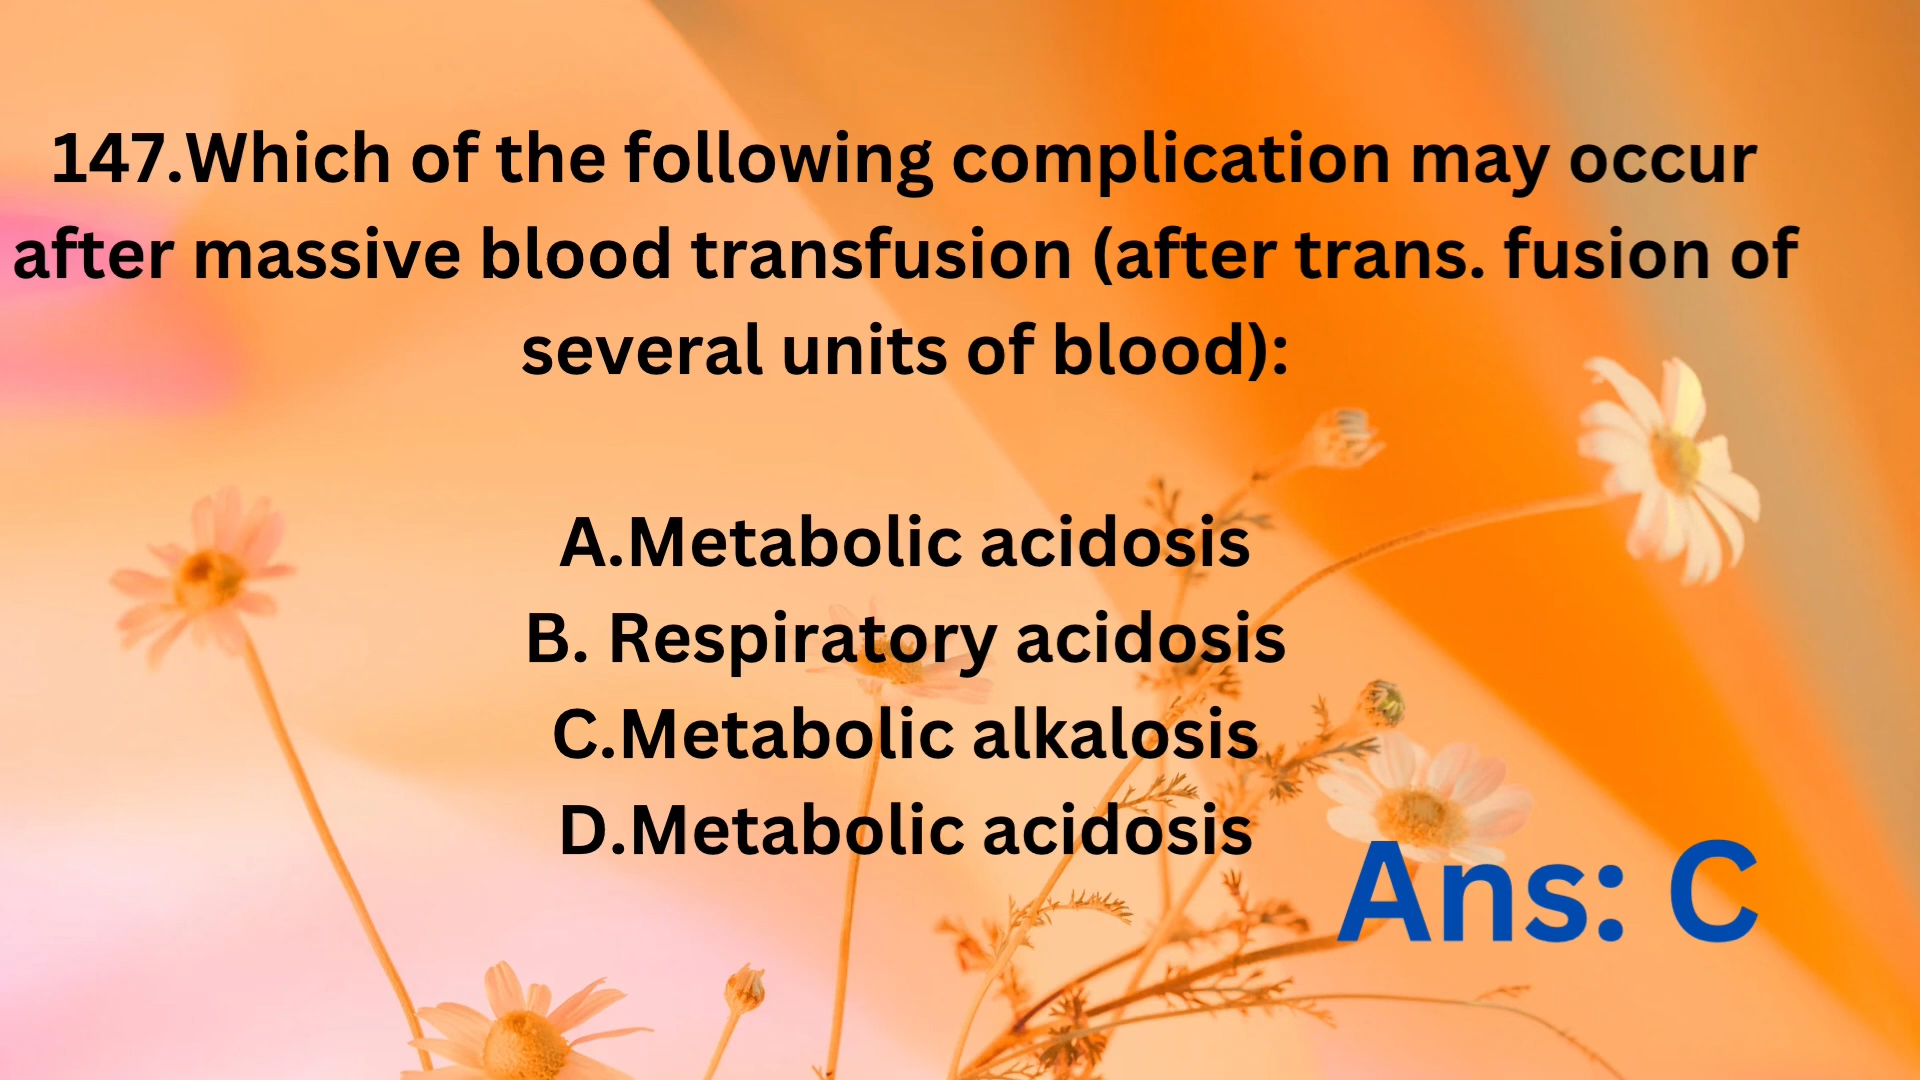 147.Which of the following complication may occur
after massive blood transfusion (after trans. fusion of
several units of blood):
A.Metabolic acidosis
B. Respiratory acidosis
C.Metabolic alkalosis
D.Metabolic acidosis
Ans: C